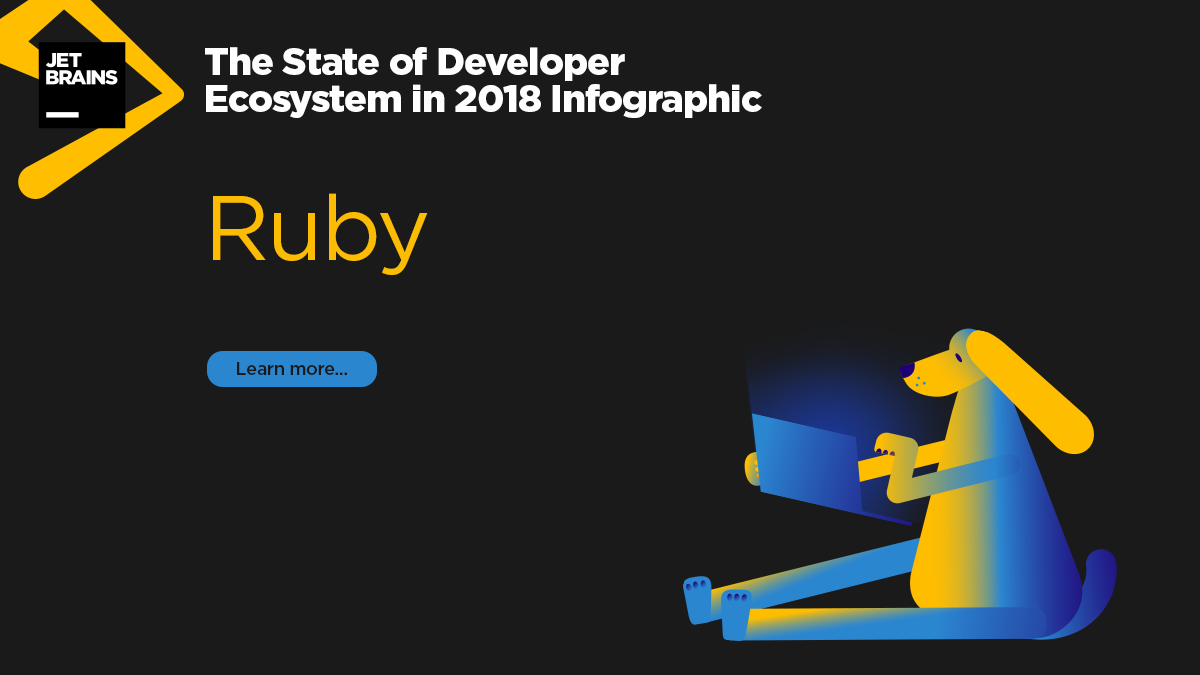 JET
BRAINS
The State of Developer
Ecosystem in 2018 Infographic
Ruby
Learn more...